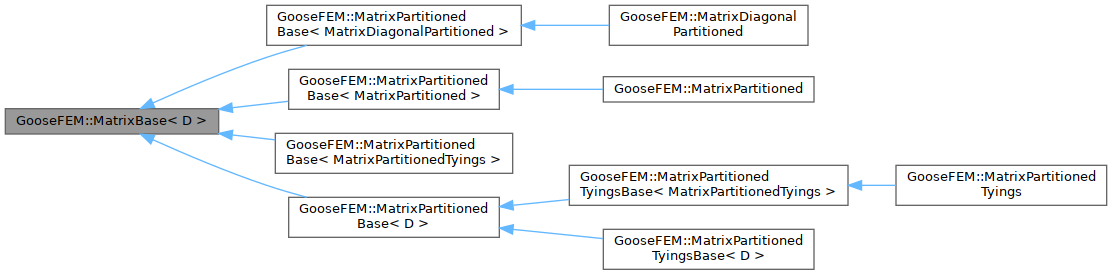 GooseFEM::MatrixBase< D >
GooseFEM::MatrixPartitioned
Base< MatrixDiagonalPartitioned >
GooseFEM::MatrixDiagonal
Partitioned
GooseFEM::MatrixPartitioned
Base< MatrixPartitioned >
GooseFEM::MatrixPartitioned
GooseFEM::MatrixPartitioned
Base< MatrixPartitionedTyings >
GooseFEM::MatrixPartitioned
Base< D >
GooseFEM::MatrixPartitioned
TyingsBase< MatrixPartitionedTyings >
GooseFEM::MatrixPartitioned
Tyings
GooseFEM::MatrixPartitioned
TyingsBase< D >